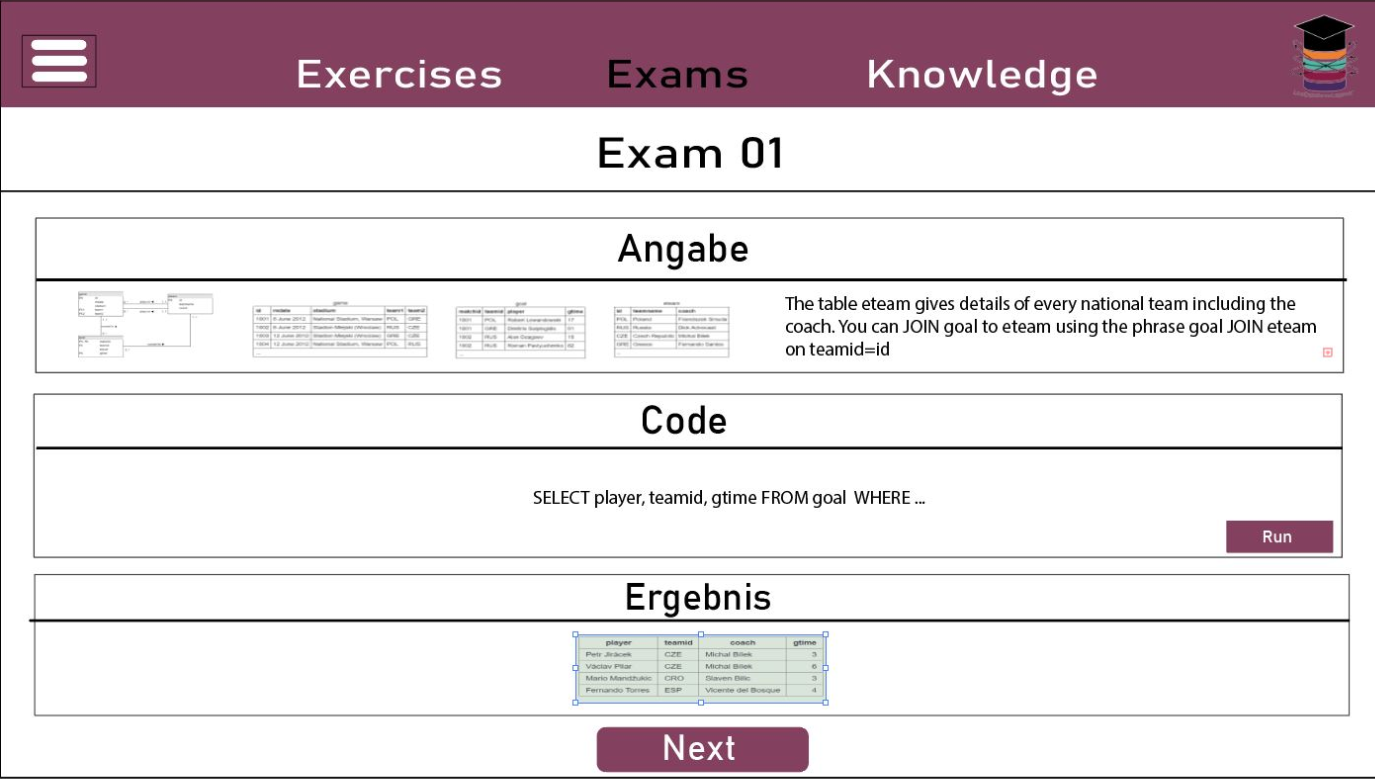 Exercises Exams Knowledge
Exam 01
Angabe
game
id mdate stadium team1 team2
1001 8 June 2012 National Stadium, Warsaw POL GRE
1002 8 June 2012 Stadion Miejski (Wroclaw) RUS CZE
1003 12 June 2012 Stadion Miejski (Wroclaw) GRE CZE
1004 12 June 2012 National Stadium, Warsaw POL RUS
...
goal
matchid teamid player gtime
1001 POL Robert Lewandowski 17
1001 GRE Dimitris Salpingidis 51
1002 RUS Alan Dzagoev 15
1002 RUS Roman Pavlyuchenko 82
...
eteam
id teamname coach
POL Poland Franciszek Smuda
RUS Russia Dick Advocaat
CZE Czech Republic Michal Bilek
GRE Greece Fernando Santos
...
The table eteam gives details of every national team including the
coach. You can JOIN goal to eteam using the phrase goal JOIN eteam
on teamid=id
Code
SELECT player, teamid, gtime FROM goal WHERE ...
Run
Ergebnis
player teamid coach gtime
Petr Jirácek CZE Michal Bílek 3
Václav Pilar CZE Michal Bílek 6
Mario Mandžukic CRO Slaven Bilic 3
Fernando Torres ESP Vicente del Bosque 4
Next